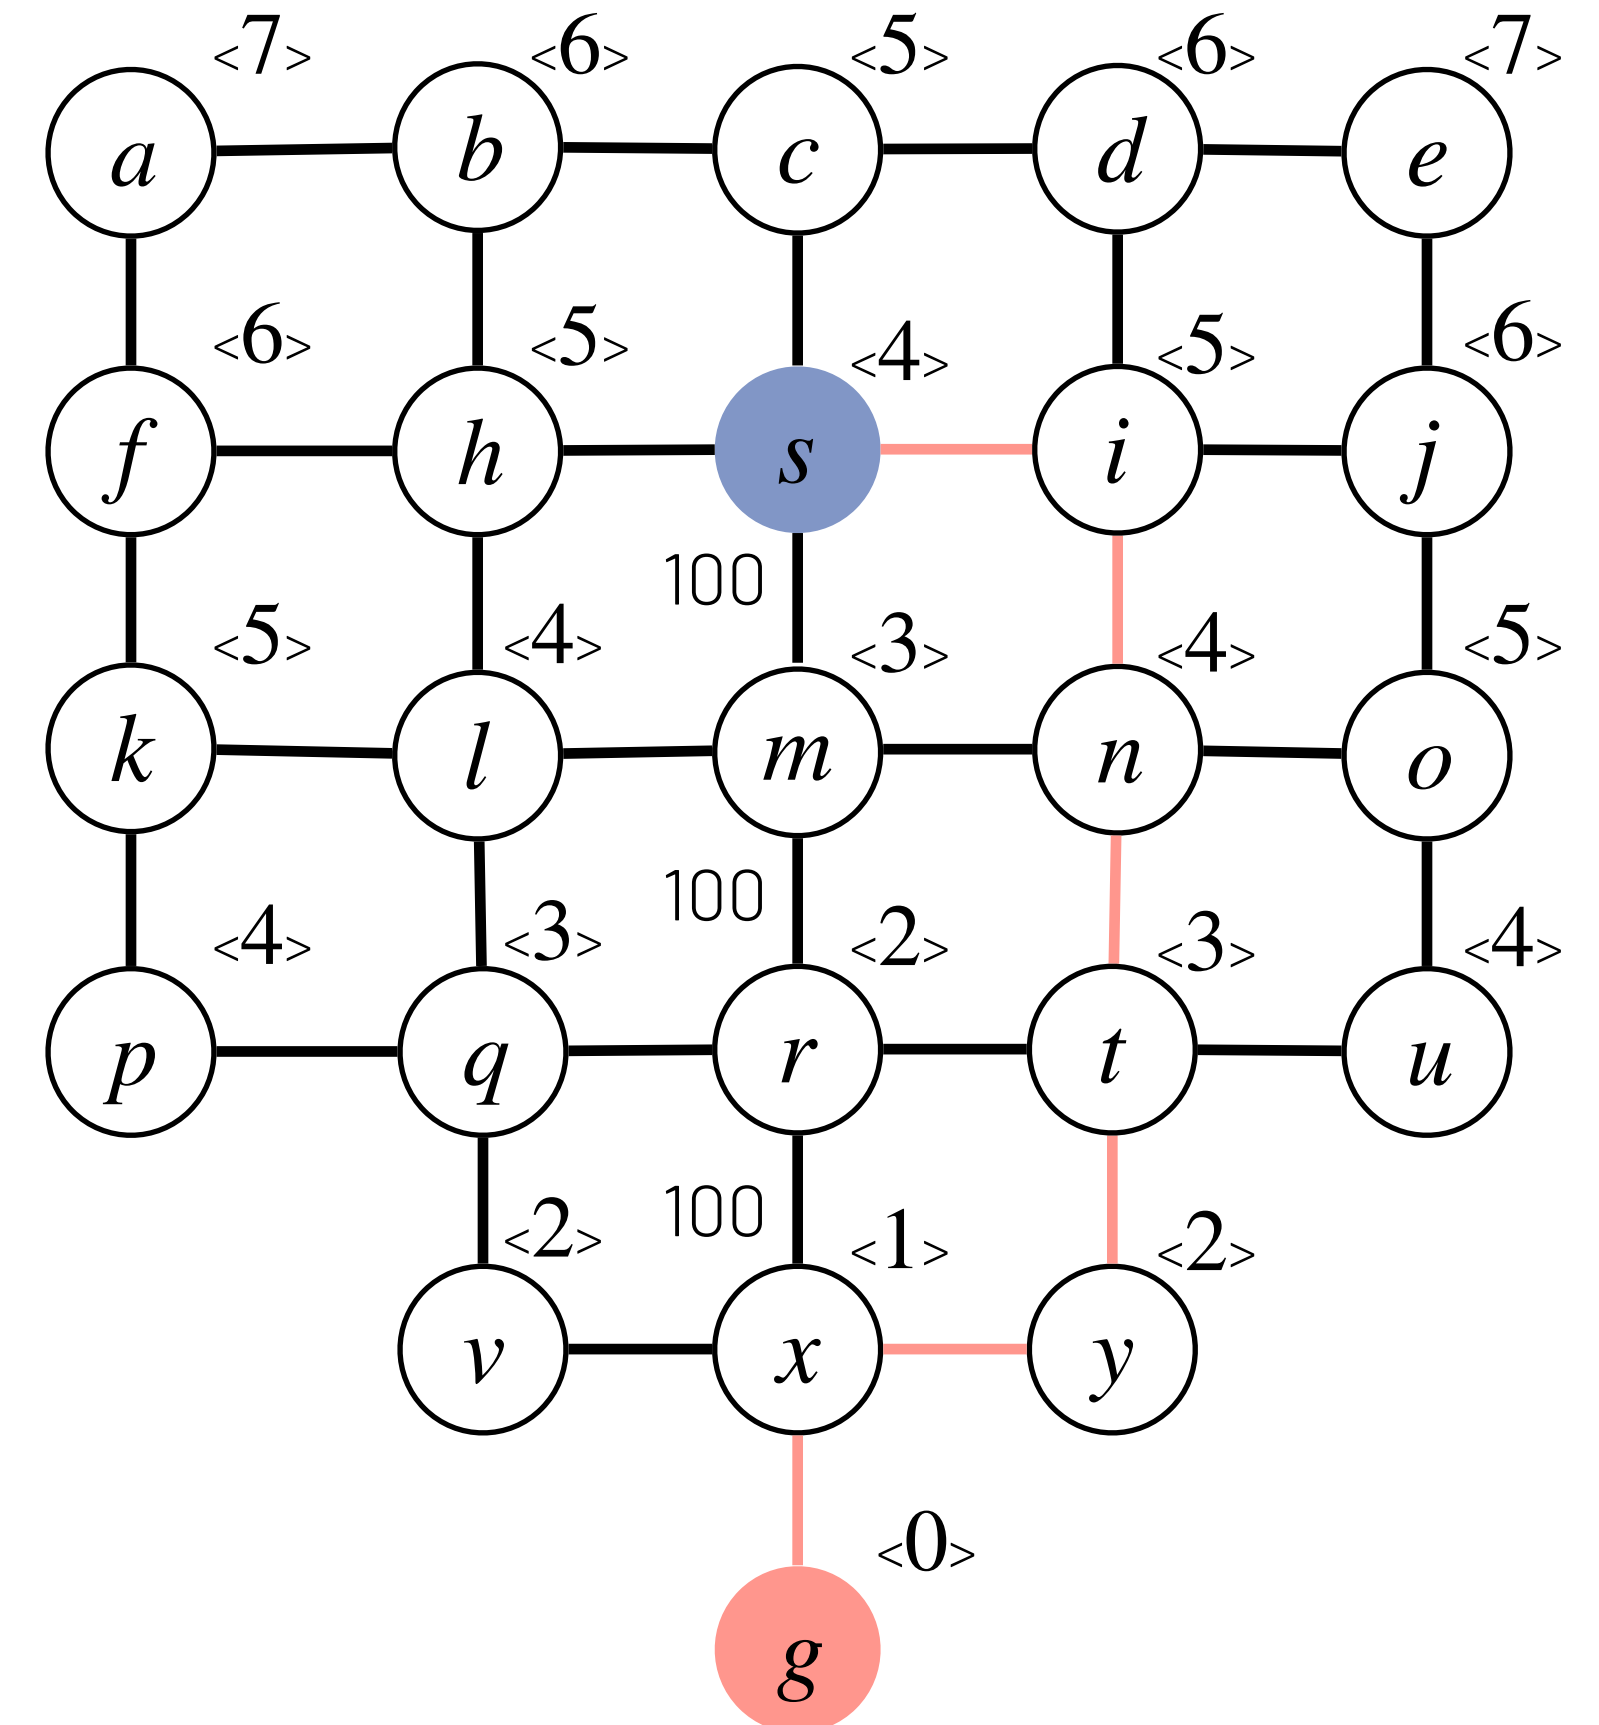 <7> <6> <5> <6> <7>
a b c d e
<6> <5> <4> <5> <6>
f h s i j
100
<5> <4> <3> <4> <5>
k l m n o
100
<4> <3> <2> <3> <4>
p q r t u
100
<2> <1> <2>
v x y
<0>
g